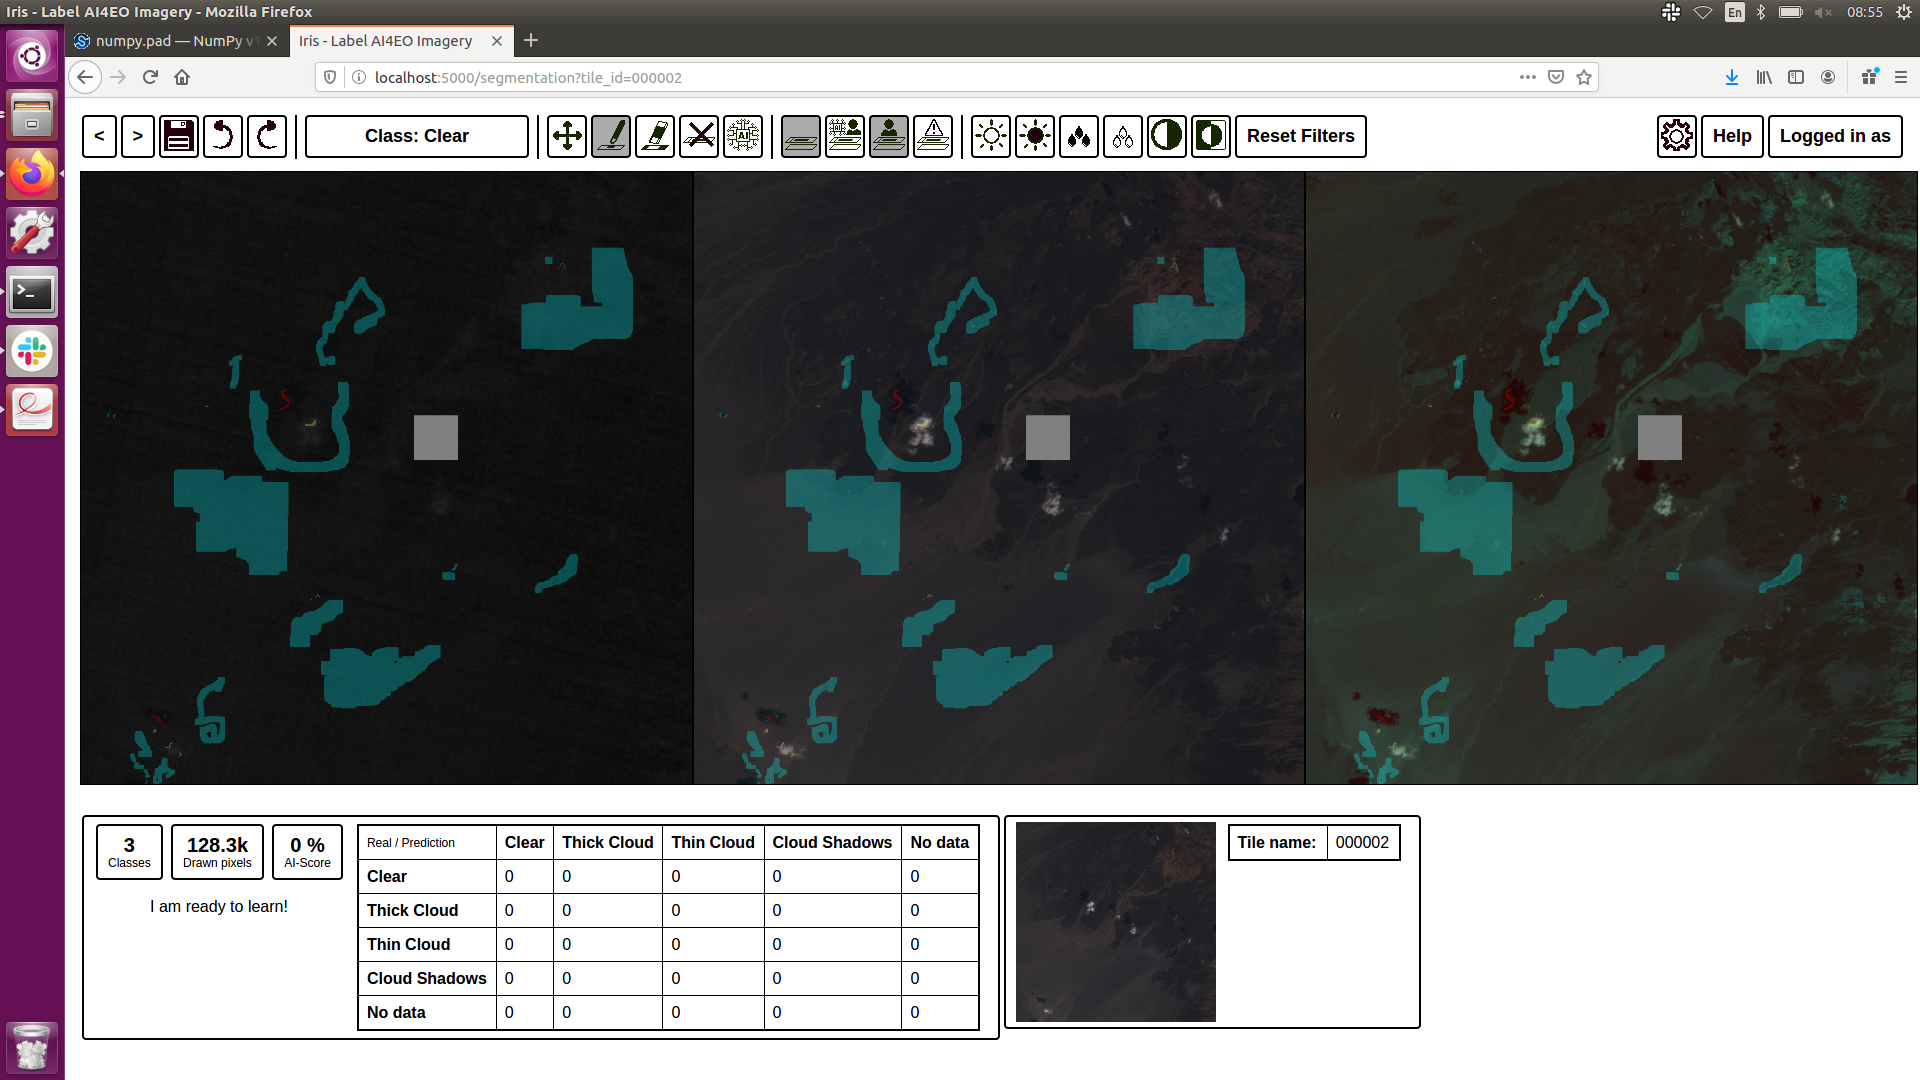 Iris - Label AI4EO Imagery - Mozilla Firefox
En
08:55
numpy.pad — NumPy v1
Iris - Label AI4EO Imagery
localhost:5000/segmentation?tile_id=000002
<
>
Class: Clear
AI
Reset Filters
Help
Logged in as
3
Classes
128.3k
Drawn pixels
0 %
AI-Score
I am ready to learn!
Real / Prediction Clear Thick Cloud Thin Cloud Cloud Shadows No data
Clear 0 0 0 0 0
Thick Cloud 0 0 0 0 0
Thin Cloud 0 0 0 0 0
Cloud Shadows 0 0 0 0 0
No data 0 0 0 0 0
Tile name: 000002